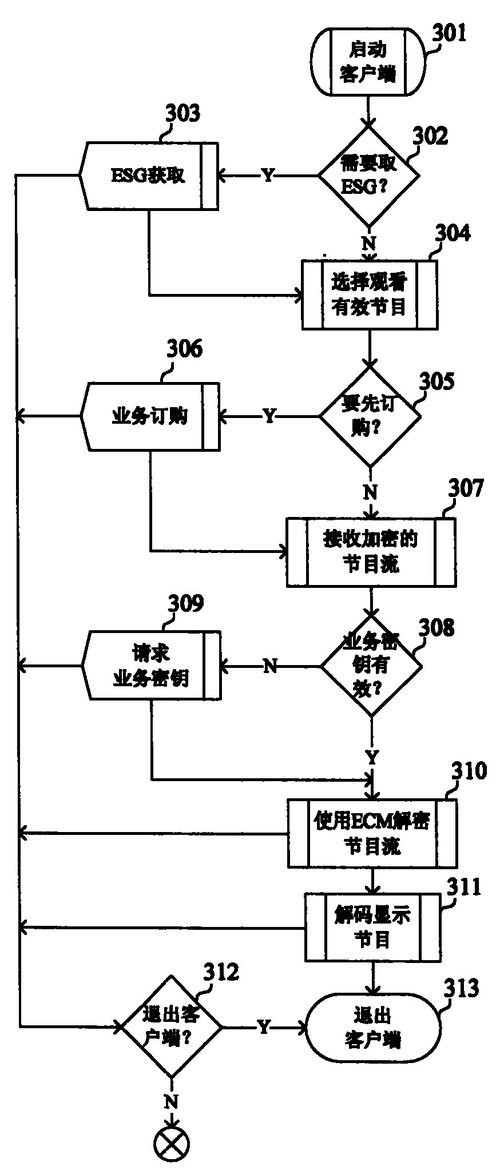 301
启动
客户端
302
需要取
ESG？
Y
303
ESG获取
N
304
选择观看
有效节目
305
要先订
购？
Y
306
业务订购
N
307
接收加密的
节目流
308
业务密
钥有
效？
N
309
请求
业务密钥
Y
310
使用ECM解密
节目流
311
解码显示
节目
312
退出客
户端？
Y
313
退出
客户端
N